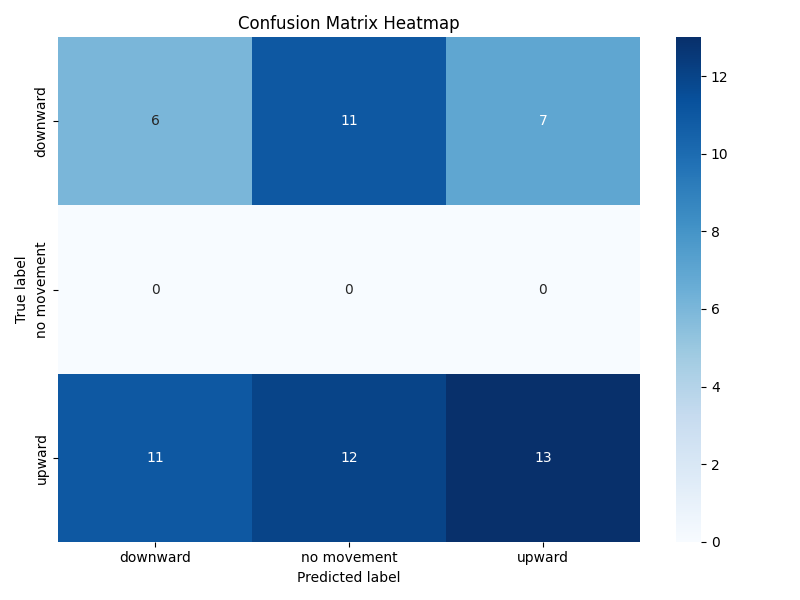 Confusion Matrix Heatmap
True label
downward
no movement
upward
6
11
7
0
0
0
11
12
13
downward
no movement
upward
Predicted label
12
10
8
6
4
2
0